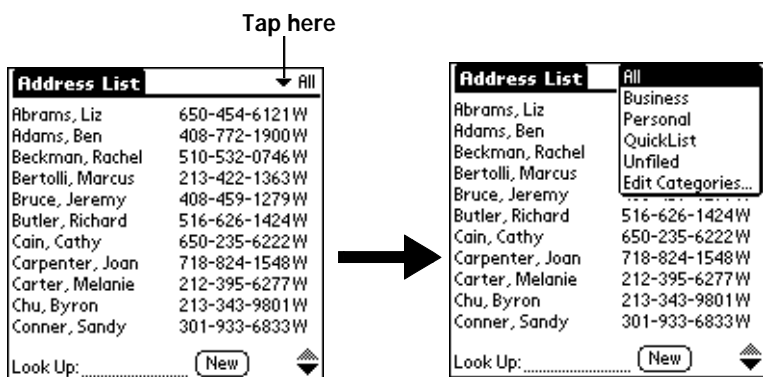 Tap here
Address List All
Abrams, Liz 650-454-6121W
Adams, Ben 408-772-1900W
Beckman, Rachel 510-532-0746W
Bertolli, Marcus 213-422-1363W
Bruce, Jeremy 408-459-1279W
Butler, Richard 516-626-1424W
Cain, Cathy 650-235-6222W
Carpenter, Joan 718-824-1548W
Carter, Melanie 212-395-6277W
Chu, Byron 213-343-9801W
Conner, Sandy 301-933-6833W
Look Up: New
Address List
All
Business
Personal
QuickList
Unfiled
Edit Categories...
Abrams, Liz
Adams, Ben
Beckman, Rachel
Bertolli, Marcus
Bruce, Jeremy
Butler, Richard 516-626-1424W
Cain, Cathy 650-235-6222W
Carpenter, Joan 718-824-1548W
Carter, Melanie 212-395-6277W
Chu, Byron 213-343-9801W
Conner, Sandy 301-933-6833W
Look Up: New